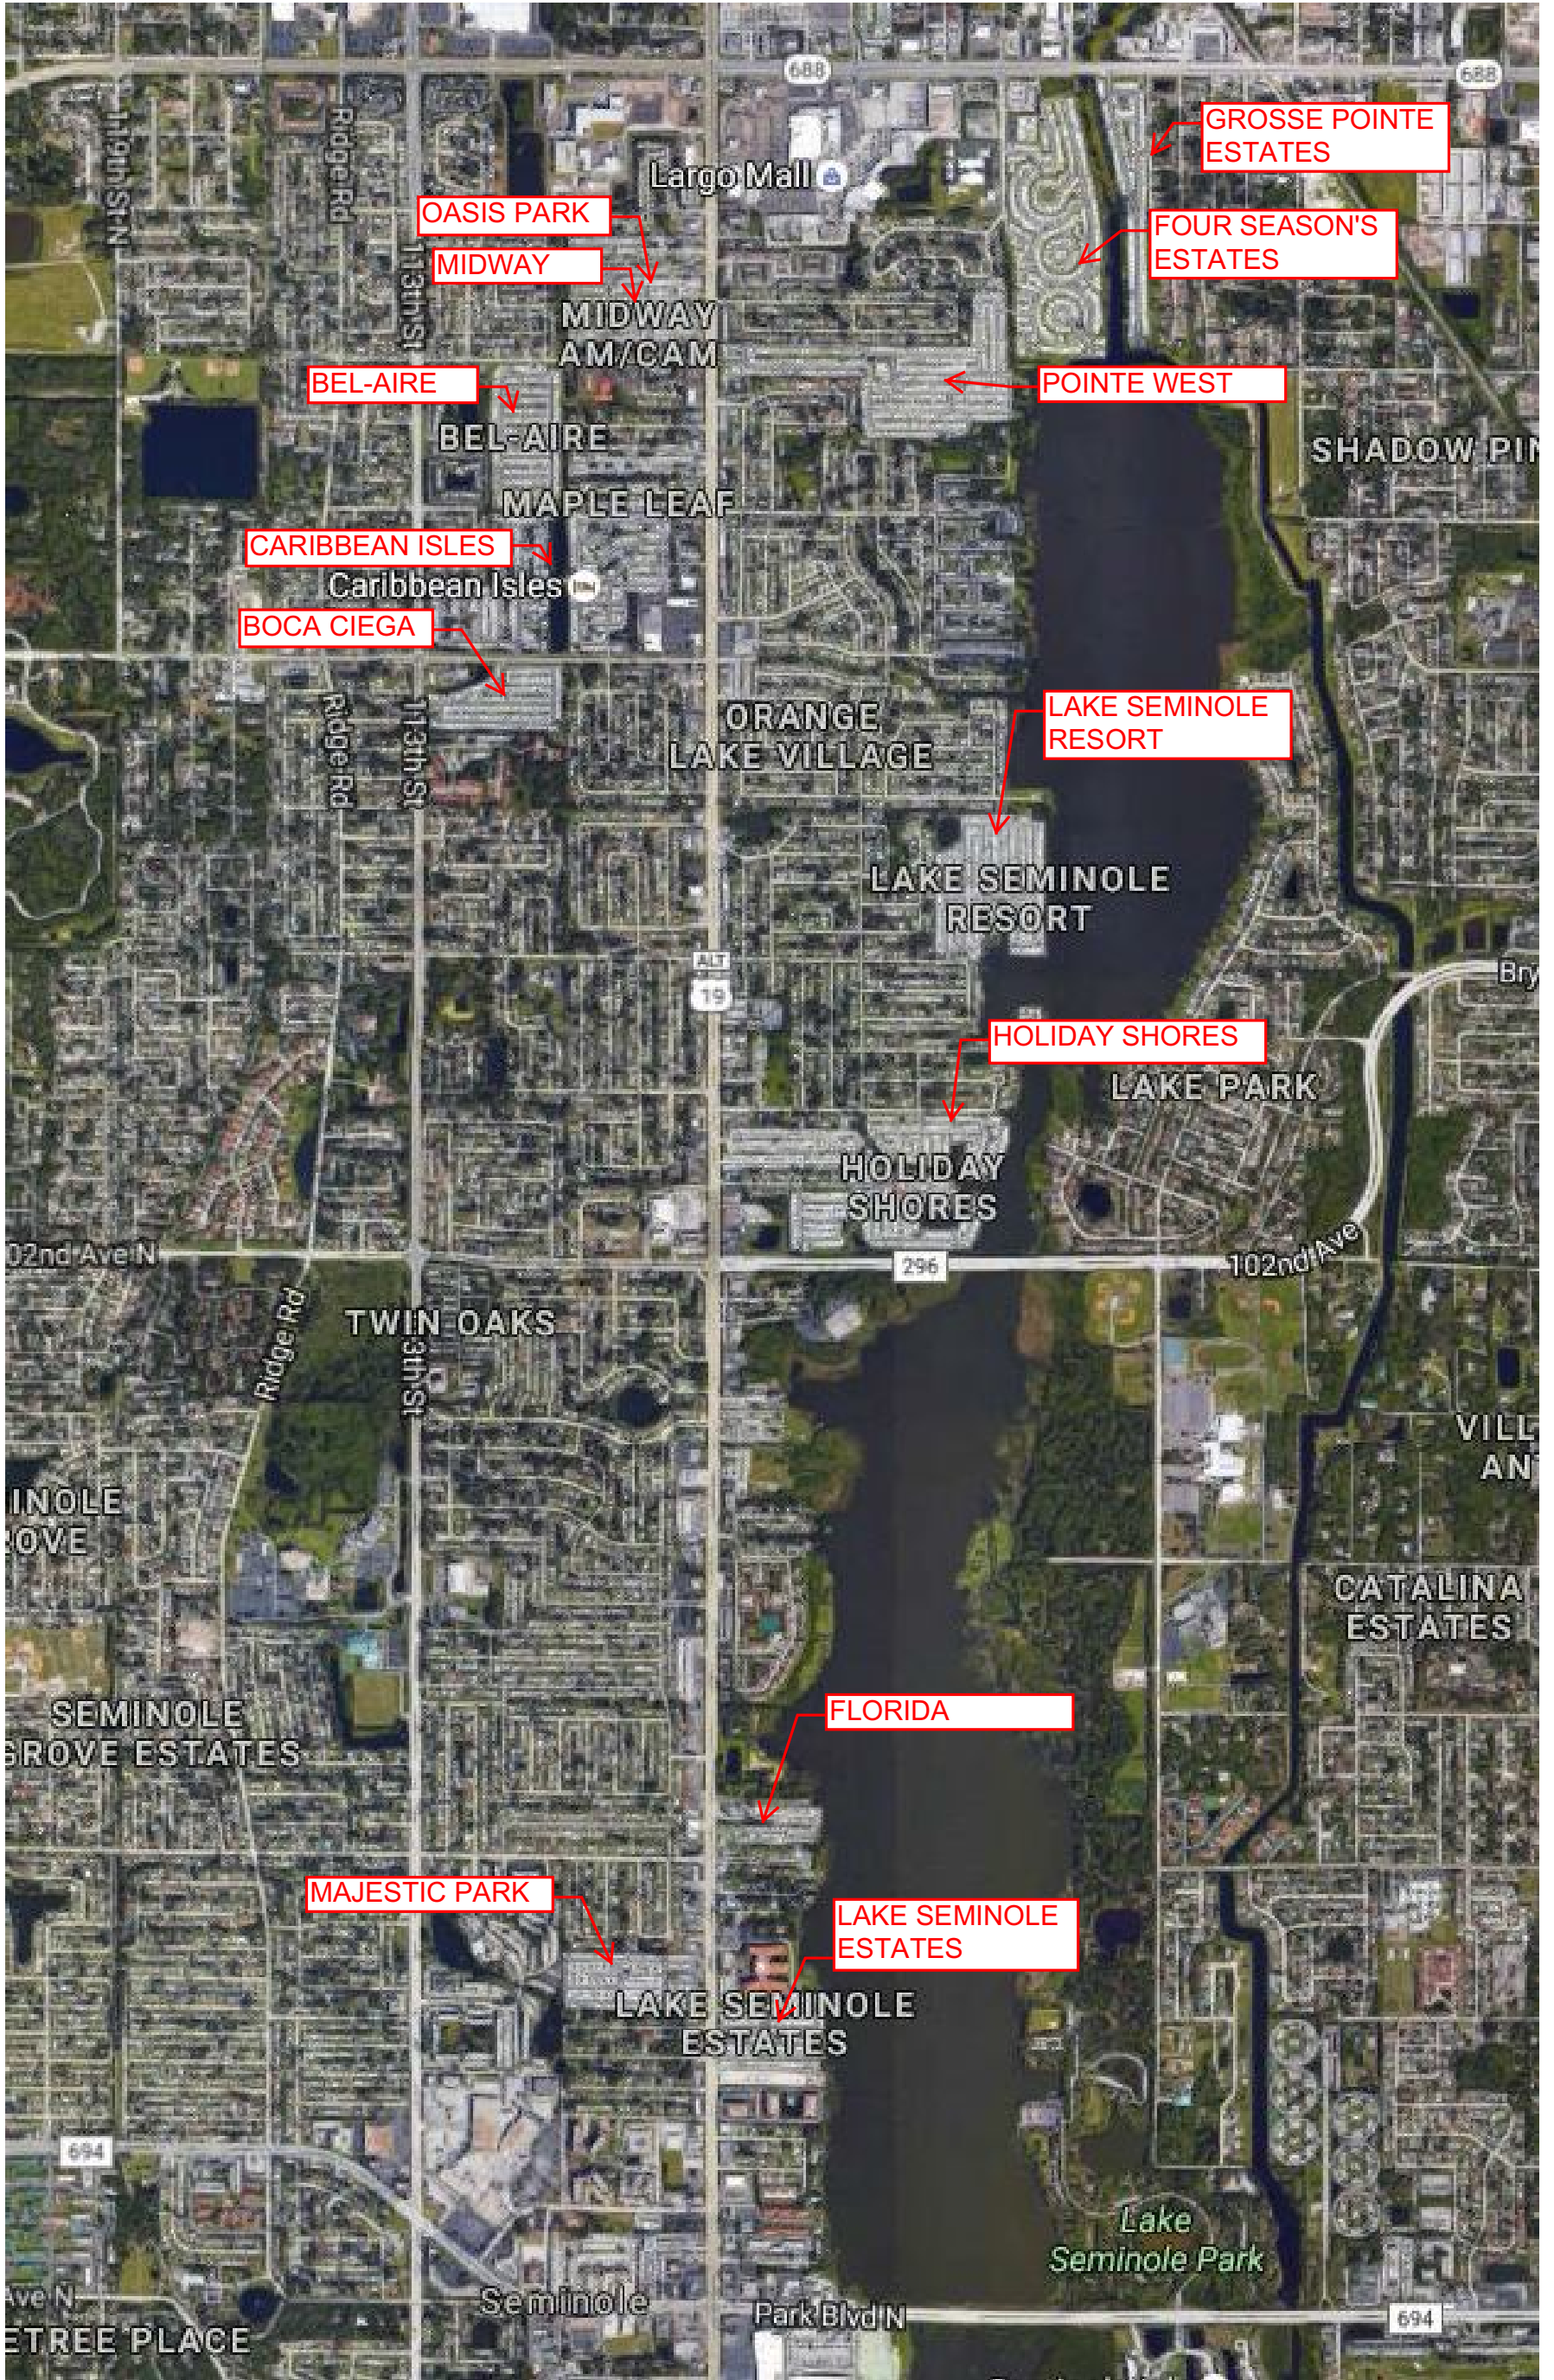 688
688
GROSSE POINTE
ESTATES
119th St N
Ridge Rd
Largo Mall
OASIS PARK
FOUR SEASON'S
ESTATES
MIDWAY
113th St
MIDWAY
AM/CAM
BEL-AIRE
POINTE WEST
BEL-AIRE
SHADOW PIN
MAPLE LEAF
CARIBBEAN ISLES
Caribbean Isles
BOCA CIEGA
Ridge Rd
113th St
ORANGE
LAKE VILLAGE
LAKE SEMINOLE
RESORT
LAKE SEMINOLE
RESORT
ALT
19
Bry
HOLIDAY SHORES
LAKE PARK
HOLIDAY
SHORES
02nd Ave N
296
102nd Ave
Ridge Rd
TWIN OAKS
113th St
VILL
AN
INOLE
ROVE
CATALINA
ESTATES
SEMINOLE
GROVE ESTATES
FLORIDA
MAJESTIC PARK
LAKE SEMINOLE
ESTATES
LAKE SEMINOLE
ESTATES
694
Lake
Seminole Park
Ave N
Seminole
Park Blvd N
694
ETREE PLACE